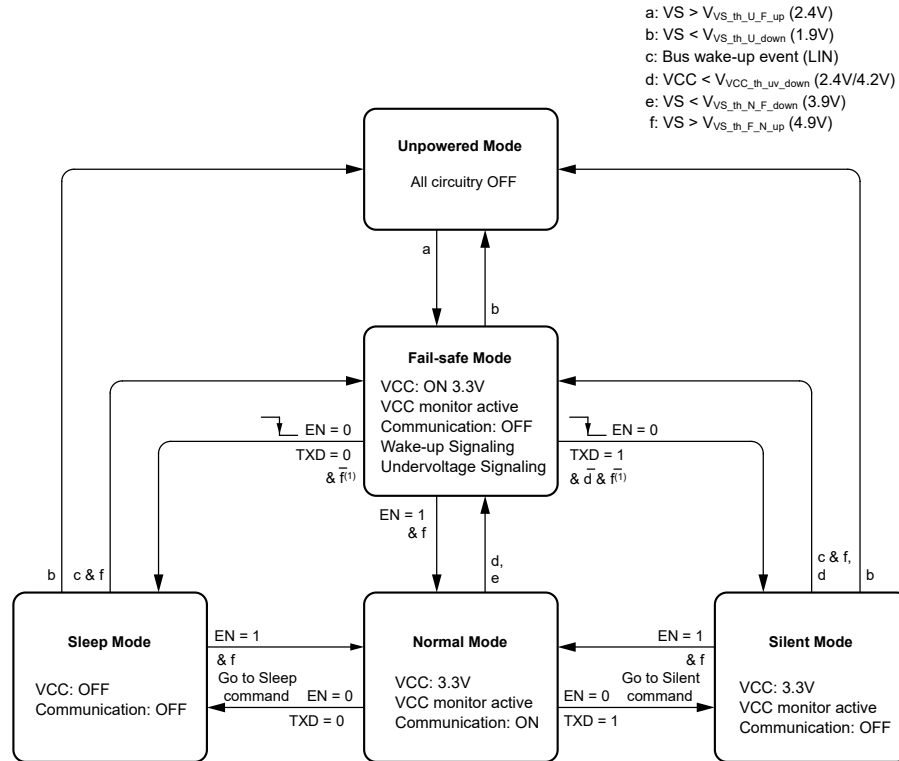 a: VS > V_VS_th_U_F_up (2.4V)
b: VS < V_VS_th_U_down (1.9V)
c: Bus wake-up event (LIN)
d: VCC < V_VCC_th_uv_down (2.4V/4.2V)
e: VS < V_VS_th_N_F_down (3.9V)
f: VS > V_VS_th_F_N_up (4.9V)
Unpowered Mode
All circuitry OFF
a
b
Fail-safe Mode
VCC: ON 3.3V
VCC monitor active
Communication: OFF
Wake-up Signaling
Undervoltage Signaling
EN = 0
TXD = 0
& f̅(1)
EN = 0
TXD = 1
& d̅ & f̅(1)
EN = 1
& f
d,
e
b
c & f
c & f,
d
b
Sleep Mode
VCC: OFF
Communication: OFF
EN = 1
& f
Go to Sleep
command
EN = 0
TXD = 0
Normal Mode
VCC: 3.3V
VCC monitor active
Communication: ON
EN = 1
& f
Go to Silent
command
EN = 0
TXD = 1
Silent Mode
VCC: 3.3V
VCC monitor active
Communication: OFF